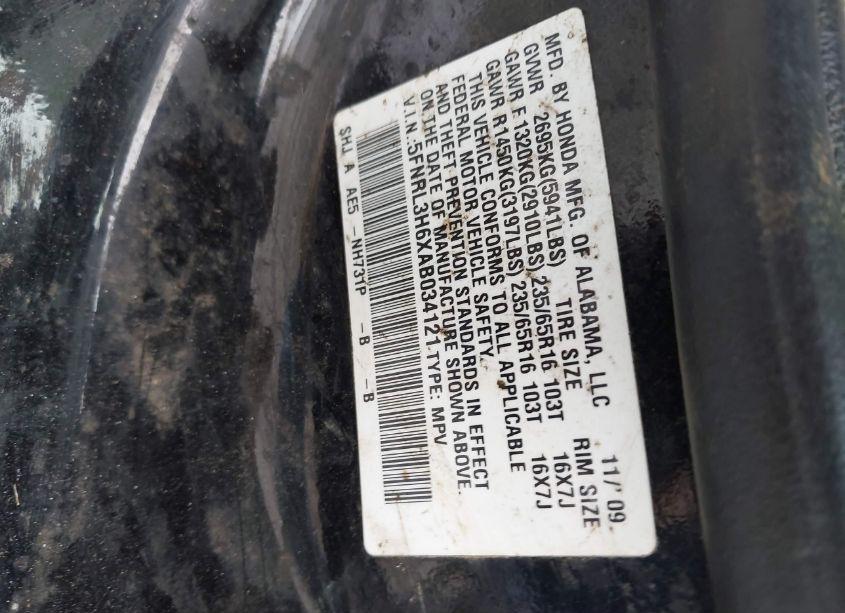 MFD. BY HONDA MFG. OF ALABAMA, LLC 11/'09
GVWR 2695KG(5941LBS) TIRE SIZE RIM SIZE
GAWR F 1320KG(2910LBS) 235/65R16 103T 16X7J
GAWR R1450KG(3197LBS) 235/65R16 103T 16X7J
THIS VEHICLE CONFORMS TO ALL APPLICABLE
FEDERAL MOTOR VEHICLE SAFETY,
AND THEFT PREVENTION STANDARDS IN EFFECT
ON THE DATE OF MANUFACTURE SHOWN ABOVE.
V.I.N.:5FNRL3H6XAB034121 TYPE: MPV
SHJ A AE5 -NH731P -B -B